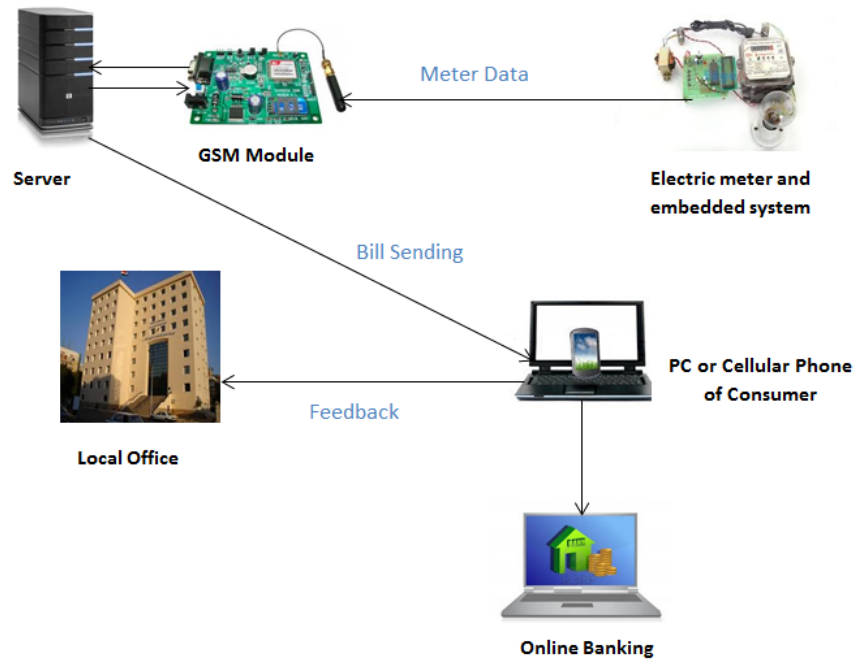 Meter Data
GSM Module
Server
Electric meter and
embedded system
Bill Sending
PC or Cellular Phone
of Consumer
Feedback
Local Office
Online Banking